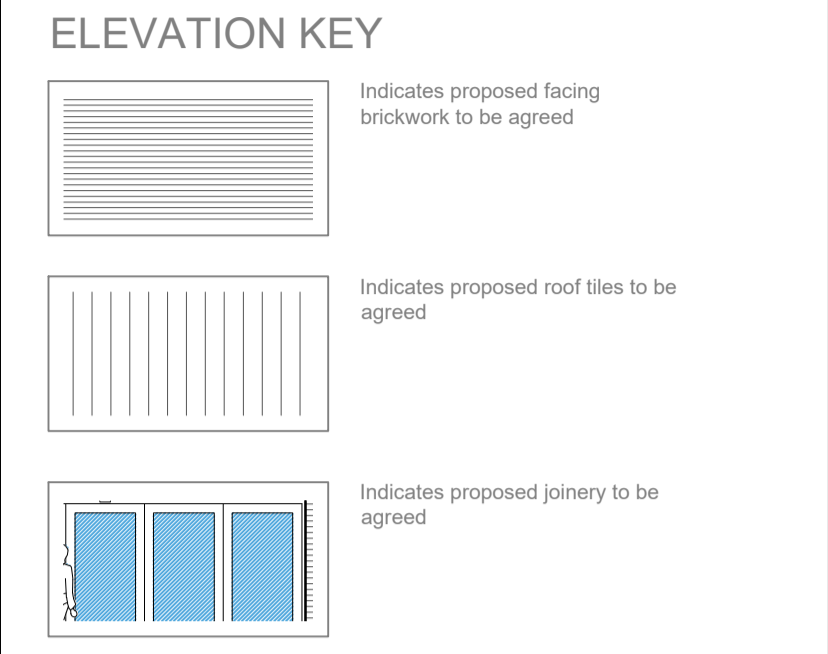 ELEVATION KEY
Indicates proposed facing
brickwork to be agreed
Indicates proposed roof tiles to be
agreed
Indicates proposed joinery to be
agreed